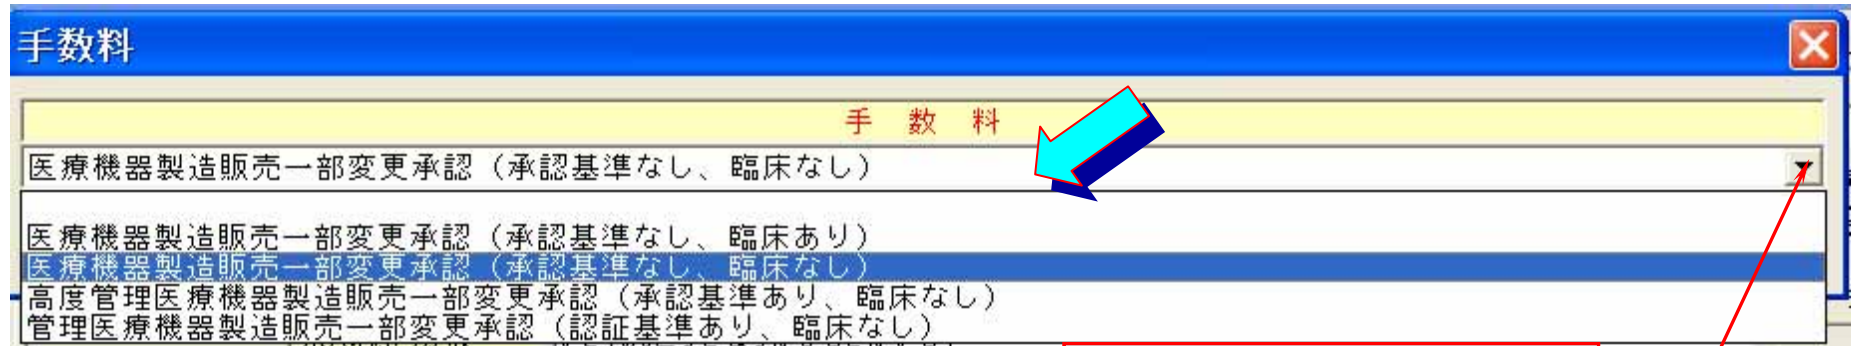 手数料
手 数 料
医療機器製造販売一部変更承認（承認基準なし、臨床なし）
医療機器製造販売一部変更承認（承認基準なし、臨床あり）
医療機器製造販売一部変更承認（承認基準なし、臨床なし）
高度管理医療機器製造販売一部変更承認（承認基準あり、臨床なし）
管理医療機器製造販売一部変更承認（認証基準あり、臨床なし）